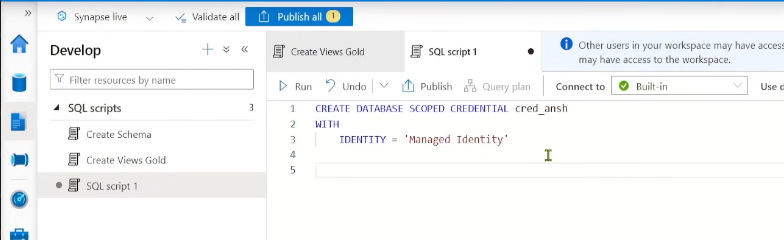 »
Synapse live
Validate all
Publish all 1
Develop
Filter resources by name
SQL scripts 3
Create Schema
Create Views Gold
SQL script 1
Create Views Gold
SQL script 1
Other users in your workspace may have access
may have access to the workspace.
Run Undo Publish Query plan Connect to Built-in Use d
1 CREATE DATABASE SCOPED CREDENTIAL cred_ansh
2 WITH
3 IDENTITY = 'Managed Identity'
4
5